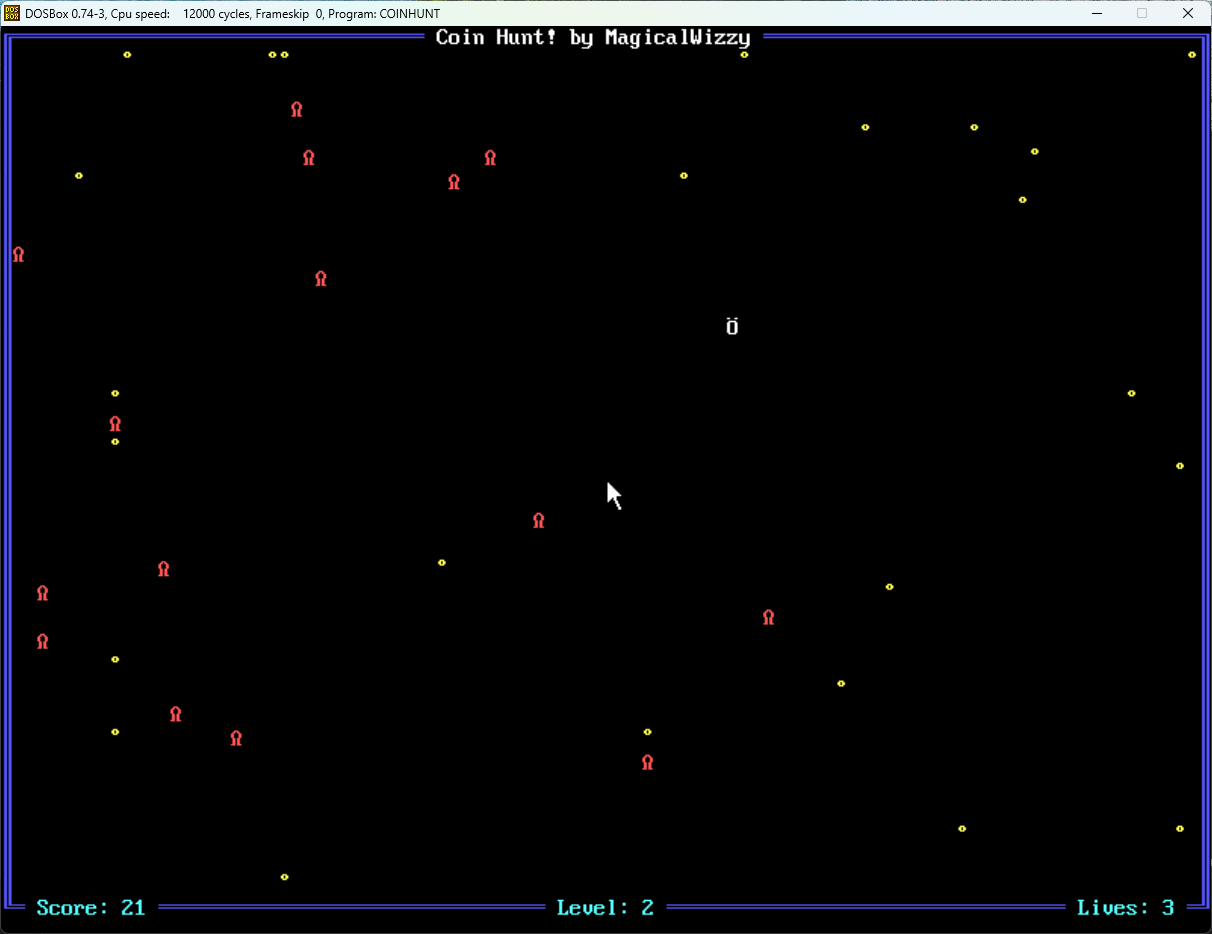 DOSBox 0.74-3, Cpu speed: 12000 cycles, Frameskip 0, Program: COINHUNT
Coin Hunt! by MagicalWizzy
Ö
Score: 21 Level: 2 Lives: 3